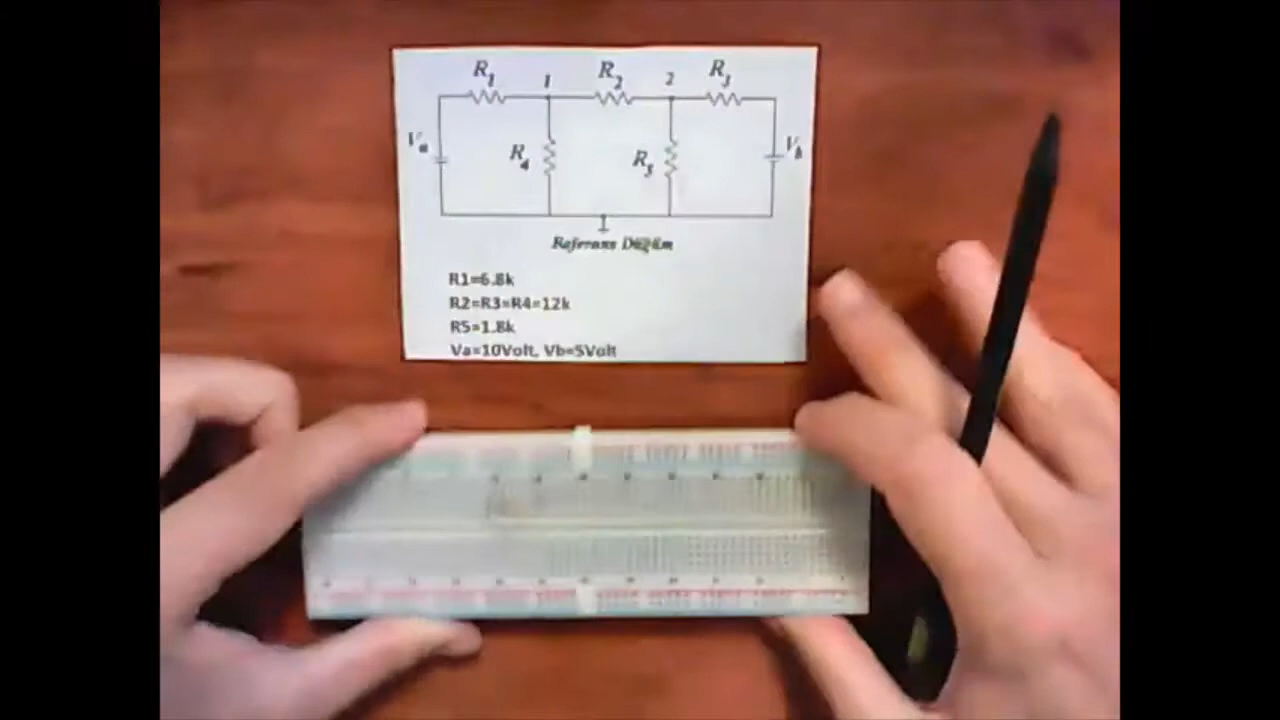 R1 1 R2 2 R3
Va R4 R5 Vb
Referans Düğüm
R1=6.8k
R2=R3=R4=12k
R5=1.8k
Va=10Volt, Vb=5Volt